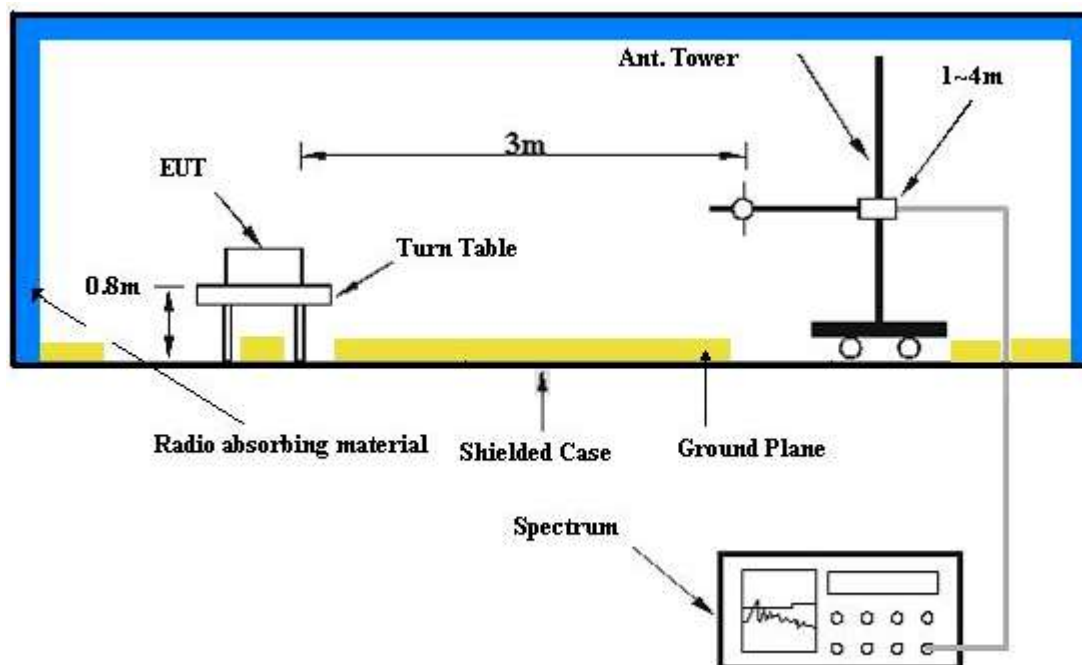 Ant. Tower
1~4m
3m
EUT
Turn Table
0.8m
Radio absorbing material
Shielded Case
Ground Plane
Spectrum